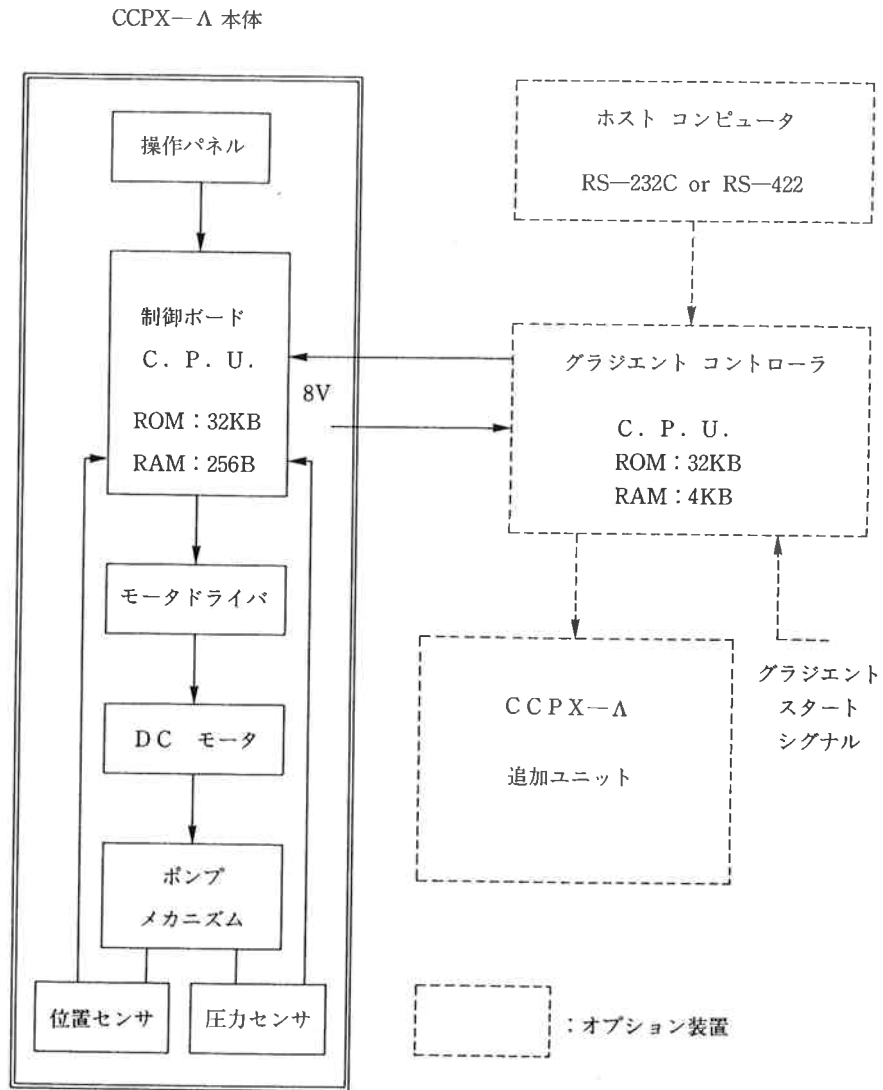 CCPX—Λ 本体
操作パネル
制御ボード
C．P．U．
ROM：32KB
RAM：256B
8V
モータドライバ
DC モータ
ポンプ
メカニズム
位置センサ
圧力センサ
ホスト コンピュータ
RS—232C or RS—422
グラジエント コントローラ
C．P．U．
ROM：32KB
RAM：4KB
CCPX—Λ
追加ユニット
グラジエント
スタート
シグナル
：オプション装置